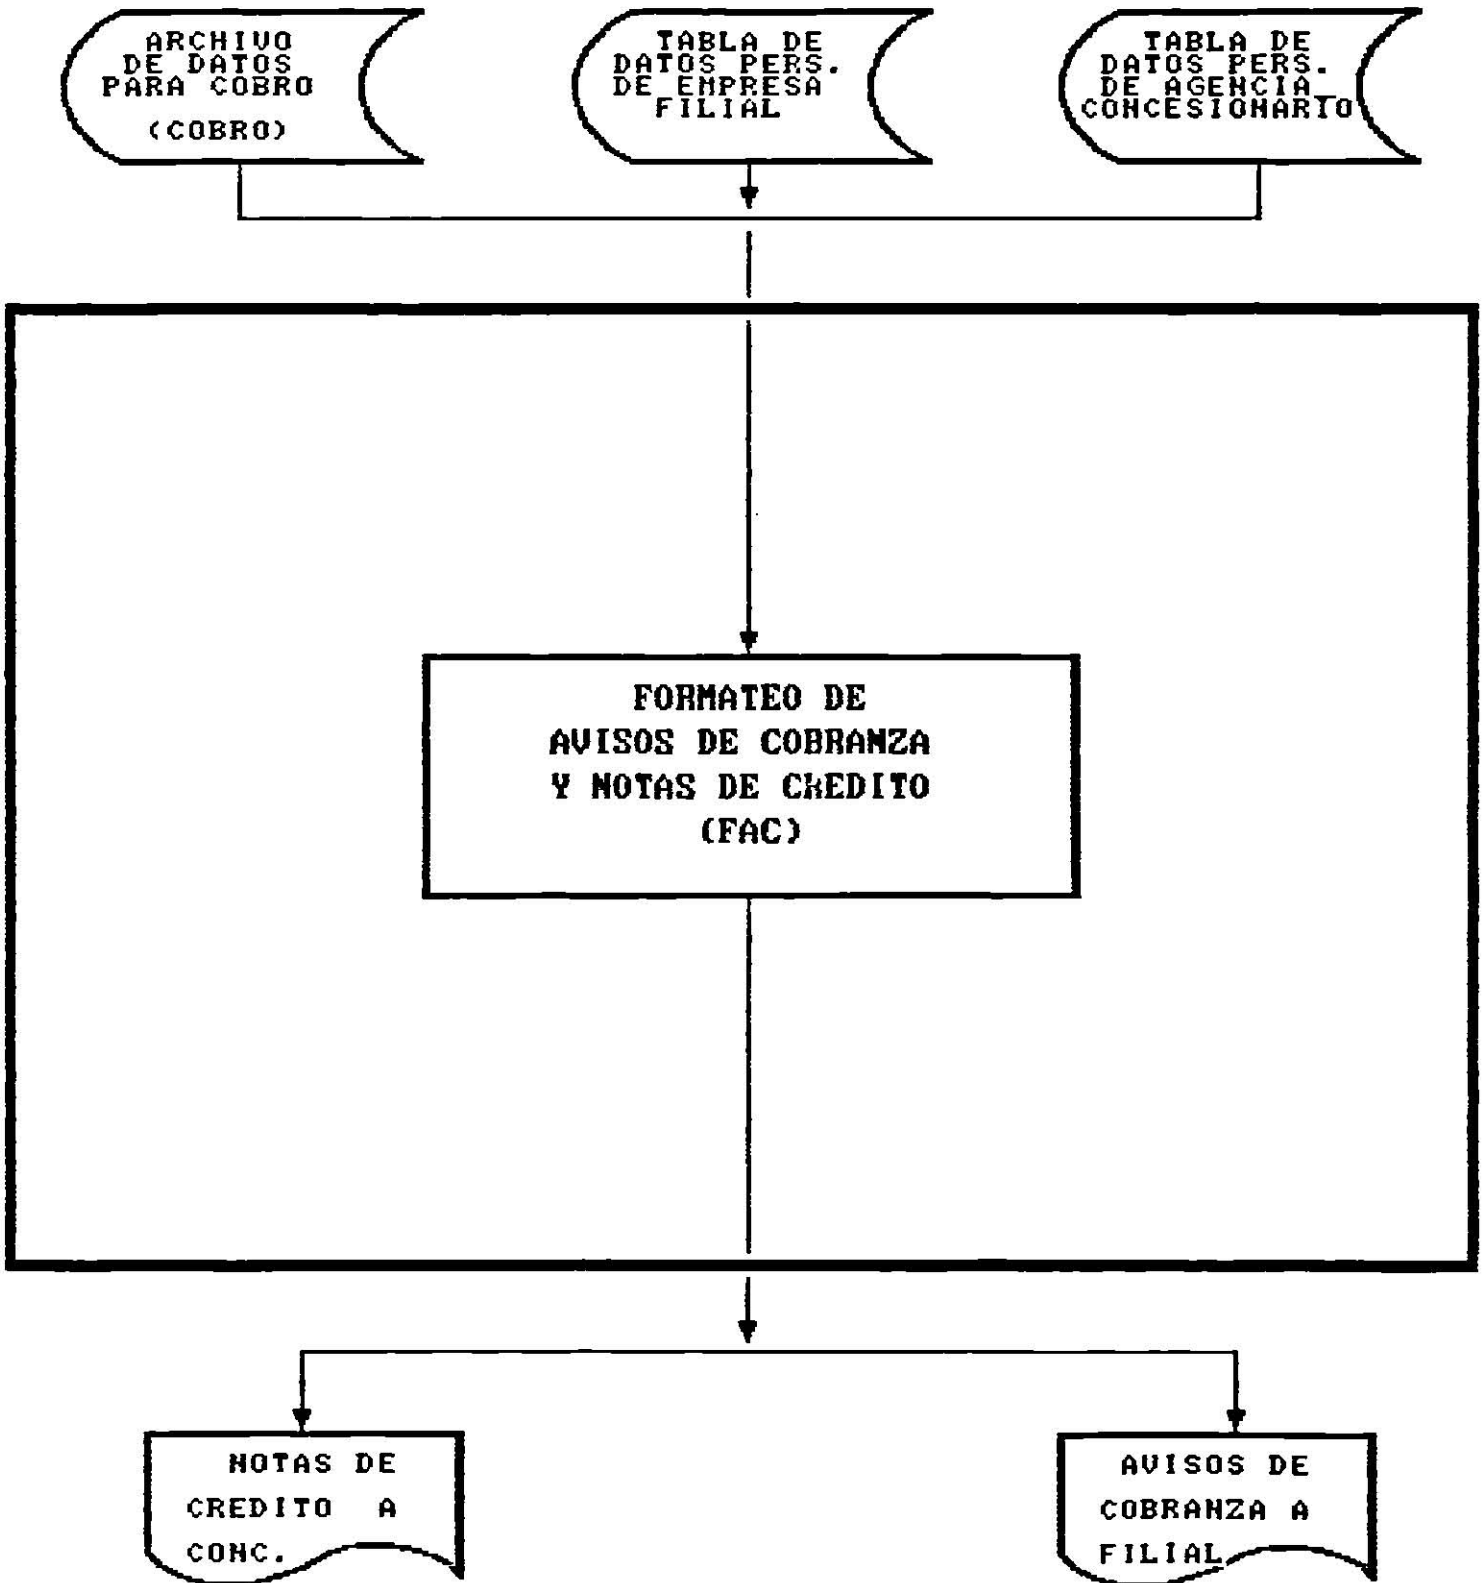 ARCHIVO
DE DATOS
PARA COBRO
(COBRO)
TABLA DE
DATOS PERS.
DE EMPRESA
FILIAL
TABLA DE
DATOS PERS.
DE AGENCIA_
CONCESIONARIO
FORMATEO DE
AVISOS DE COBRANZA
Y NOTAS DE CREDITO
(FAC)
NOTAS DE
CREDITO A
CONC.
AVISOS DE
COBRANZA A
FILIAL